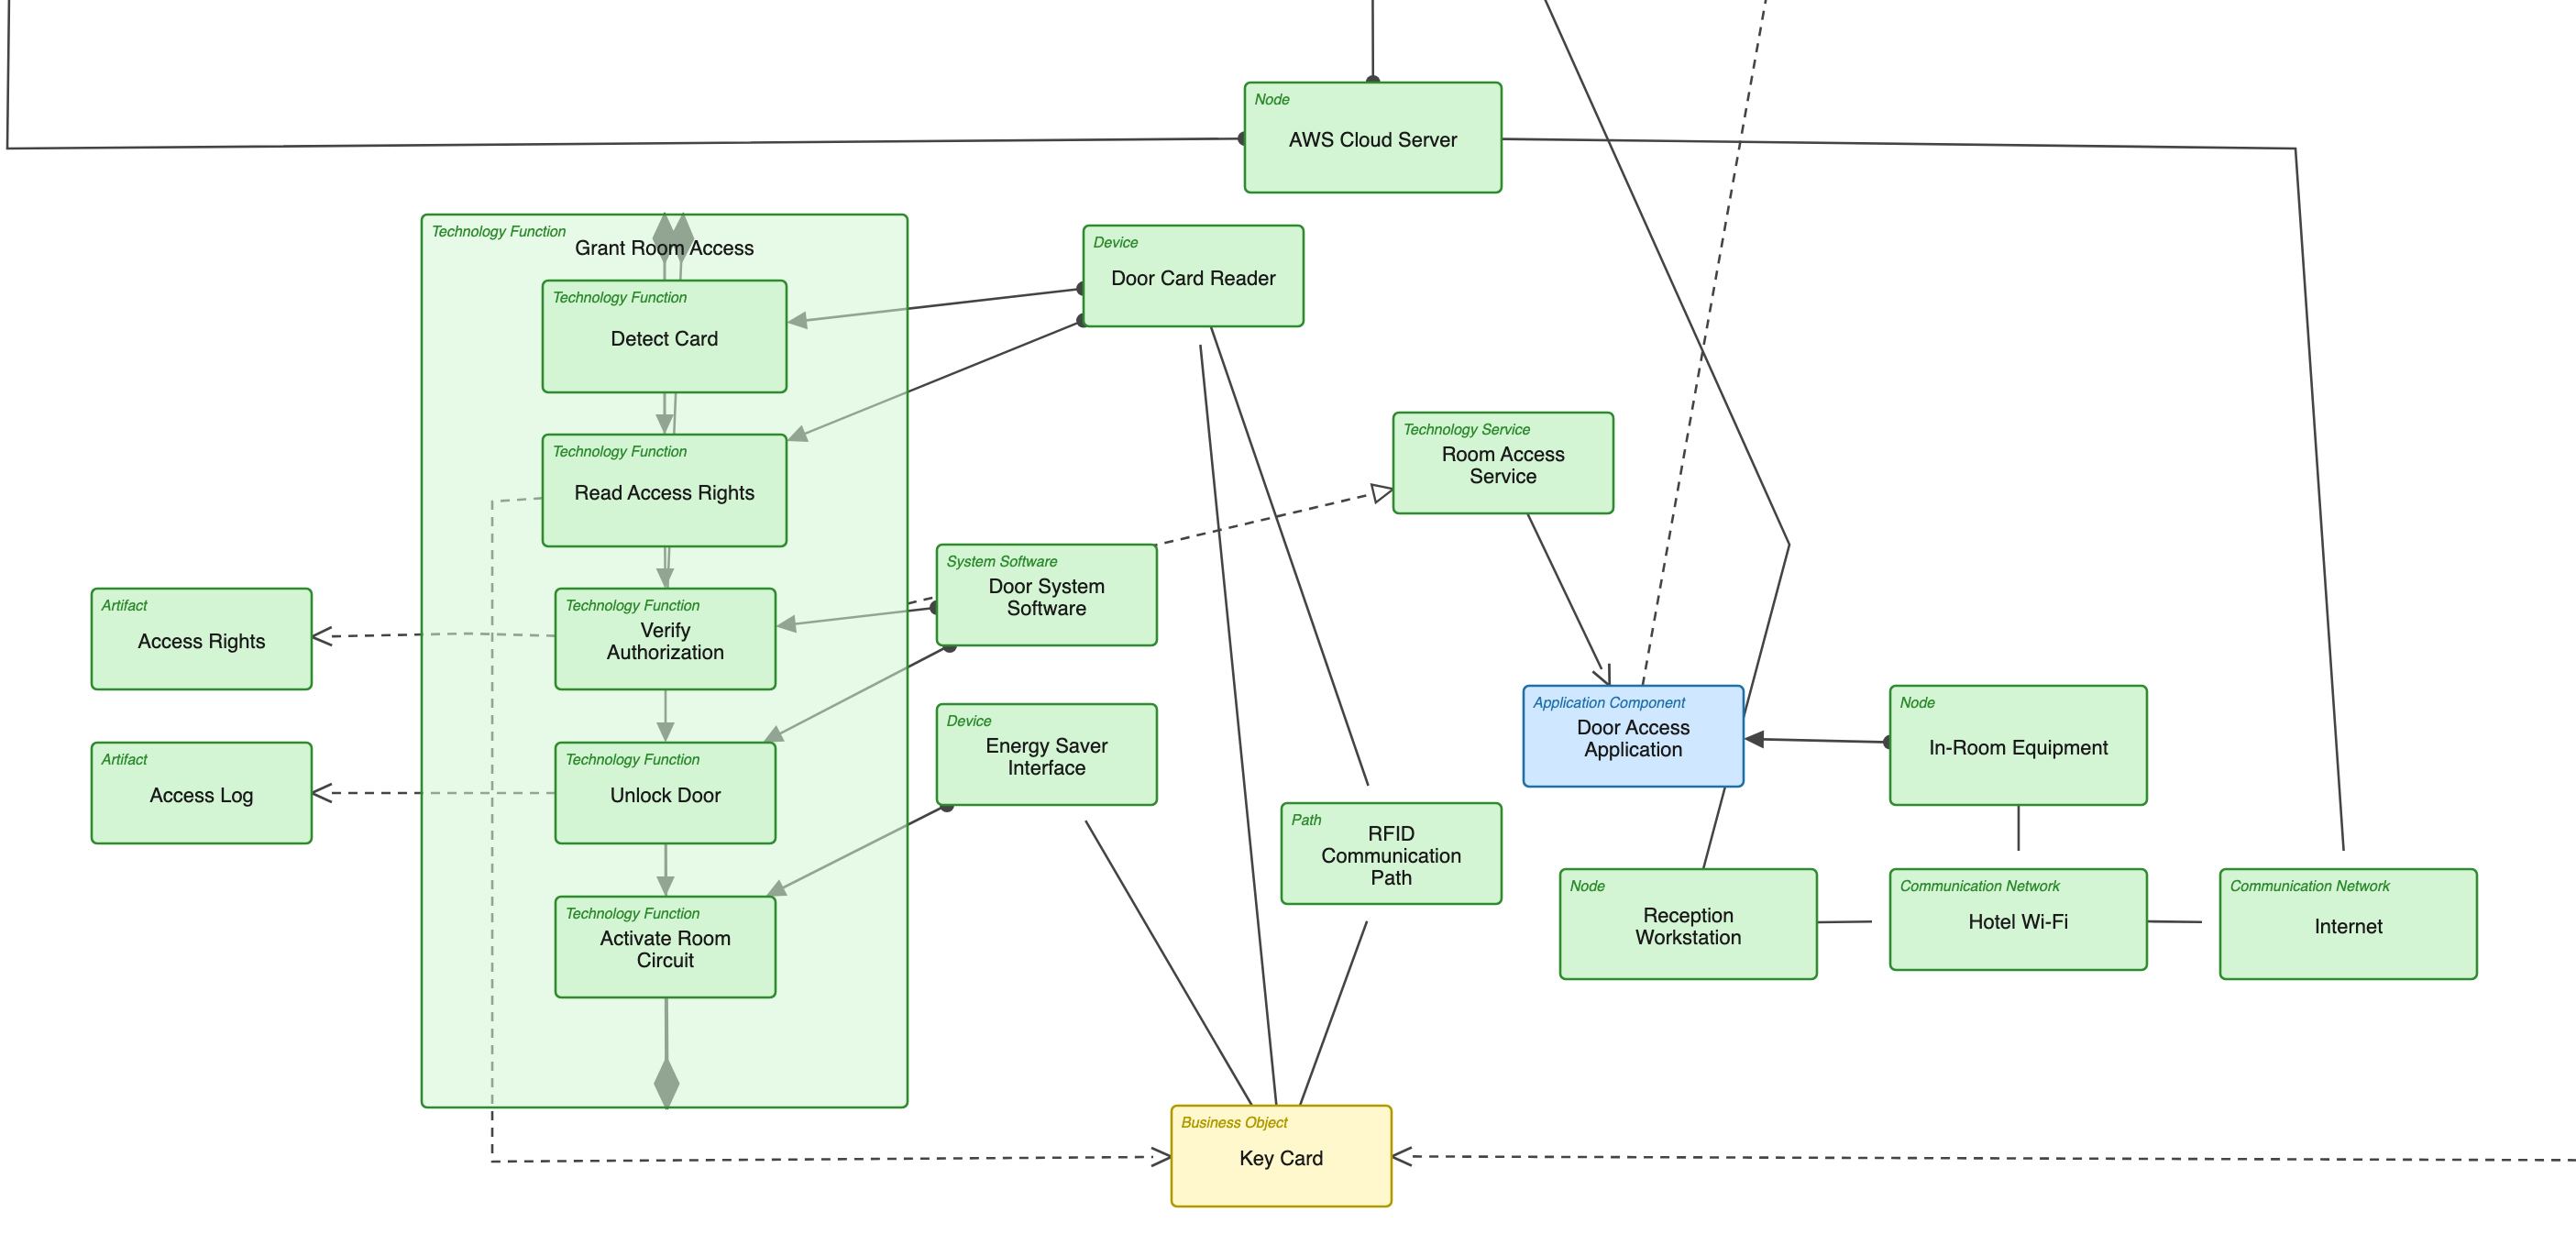 Node
AWS Cloud Server
Technology Function
Grant Room Access
Technology Function
Detect Card
Device
Door Card Reader
Technology Function
Read Access Rights
Technology Service
Room Access
Service
System Software
Door System
Software
Artifact
Access Rights
Technology Function
Verify
Authorization
Device
Energy Saver
Interface
Artifact
Access Log
Technology Function
Unlock Door
Application Component
Door Access
Application
Node
In-Room Equipment
Path
RFID
Communication
Path
Technology Function
Activate Room
Circuit
Node
Reception
Workstation
Communication Network
Hotel Wi-Fi
Communication Network
Internet
Business Object
Key Card